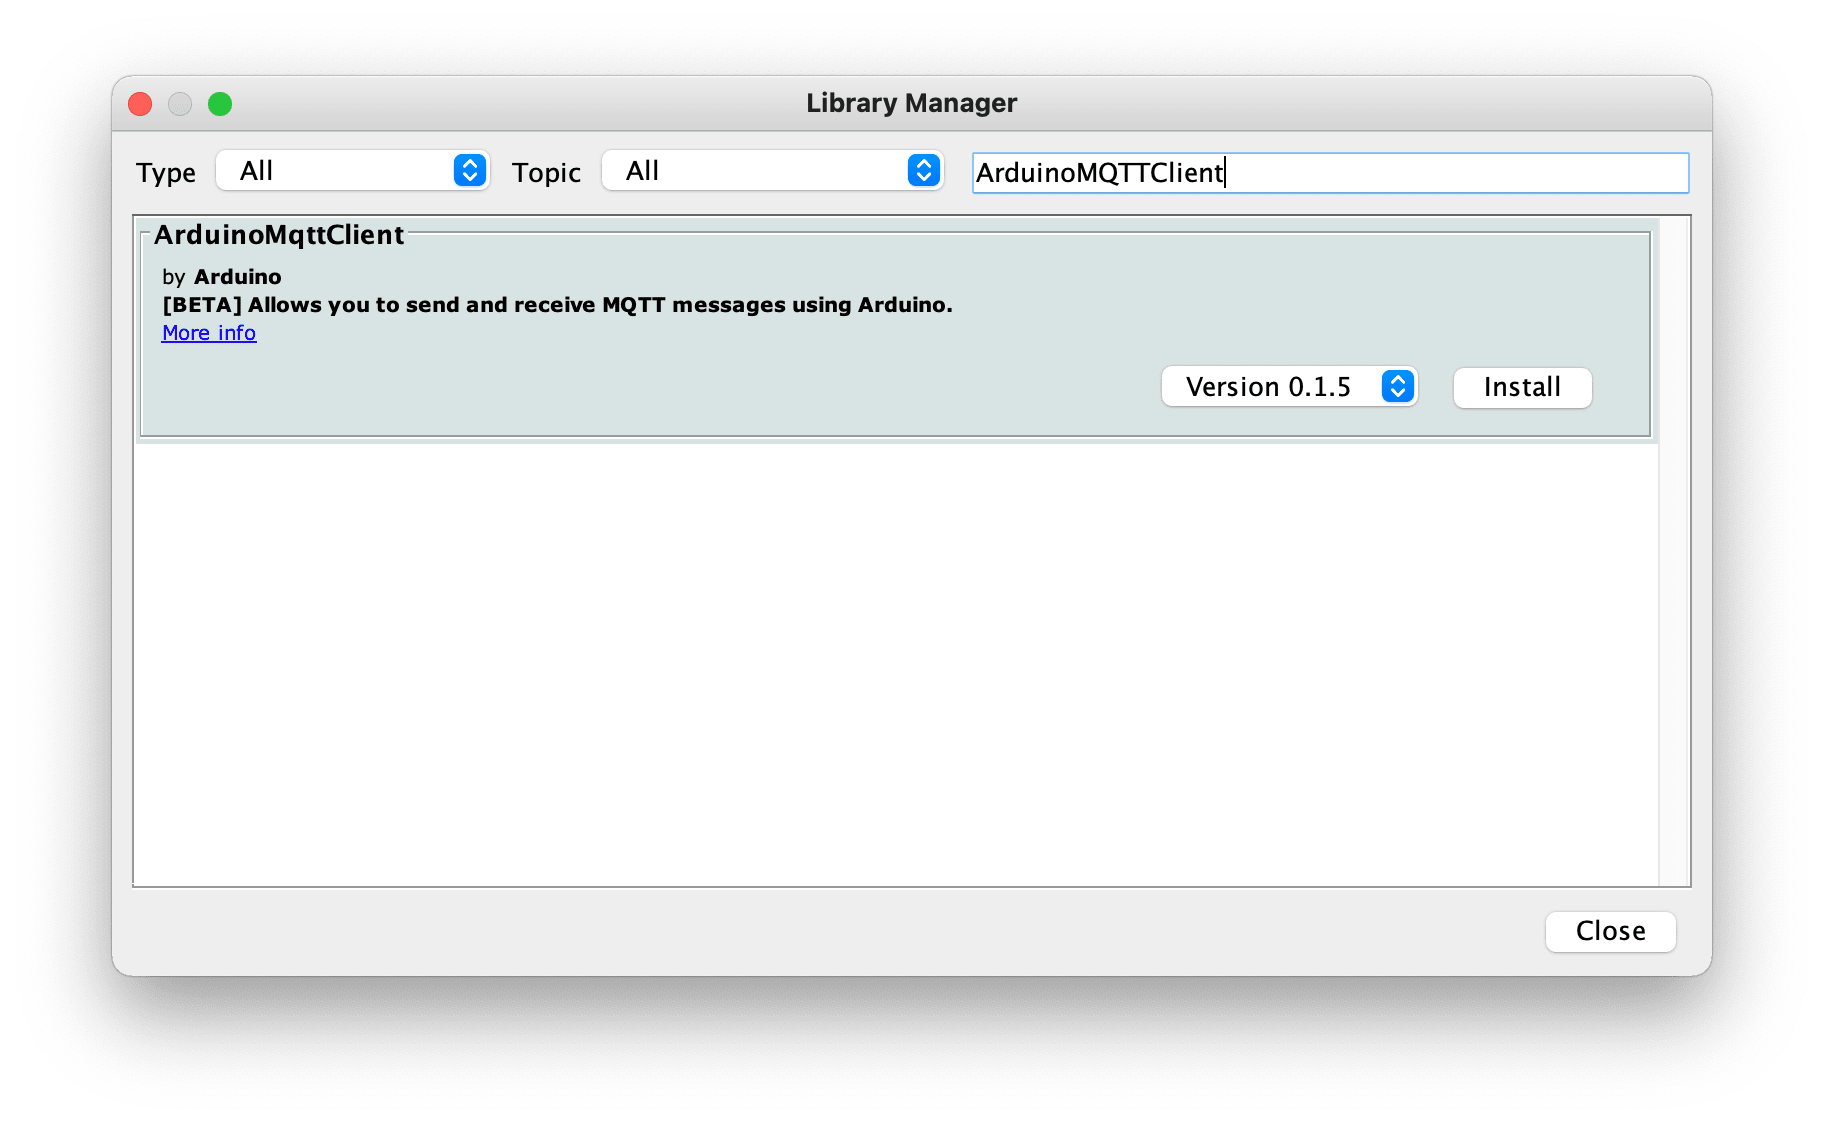 Library Manager
Type All Topic All ArduinoMQTTClient
ArduinoMqttClient
by Arduino
[BETA] Allows you to send and receive MQTT messages using Arduino.
More info
Version 0.1.5 Install
Close